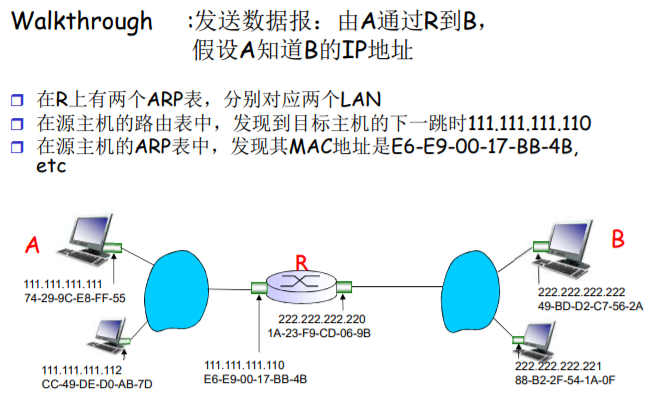 Walkthrough :发送数据报：由A通过R到B，
假设A知道B的IP地址
在R上有两个ARP表，分别对应两个LAN
在源主机的路由表中，发现到目标主机的下一跳时111.111.111.110
在源主机的ARP表中，发现其MAC地址是E6-E9-00-17-BB-4B,
etc
A
R
B
111.111.111.111
74-29-9C-E8-FF-55
222.222.222.222
49-BD-D2-C7-56-2A
222.222.222.220
1A-23-F9-CD-06-9B
111.111.111.112
CC-49-DE-D0-AB-7D
111.111.111.110
E6-E9-00-17-BB-4B
222.222.222.221
88-B2-2F-54-1A-0F